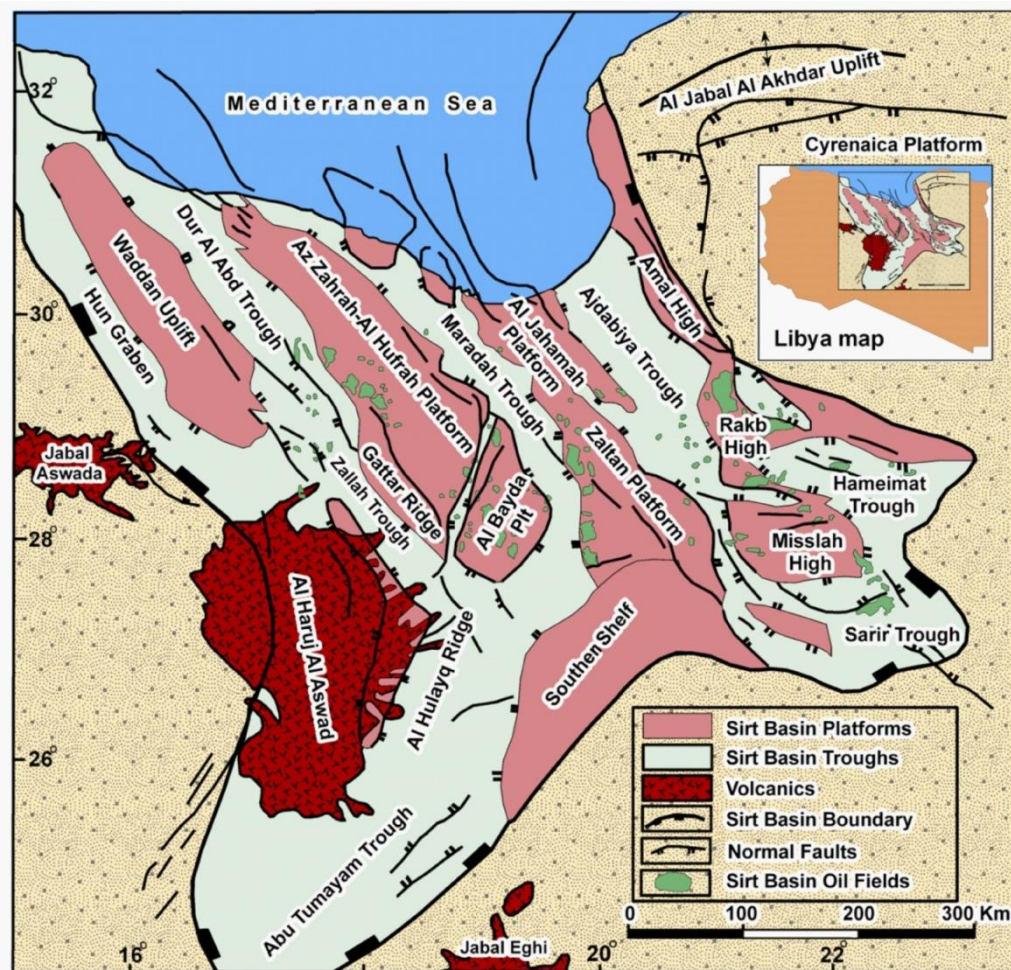 32°
Mediterranean Sea
Al Jabal Al Akhdar Uplift
Cyrenaica Platform
Libya map
30°
Hun Graben
Waddan Uplift
Dur Al Abd Trough
Az Zahrah-Al Hufrah Platform
Maradah Trough
Al Jahamah
Platform
Ajdabiya Trough
Amal High
Rakb
High
Hameimat
Trough
Jabal
Aswada
Zallah Trough
Gattar Ridge
Al Bayda
Plt
Zaltan Platform
Misslah
High
28°
Sarir Trough
Al Haruj Al Aswad
Al Hulayq Ridge
Southen Shelf
26°
Abu Tumayam Trough
Sirt Basin Platforms
Sirt Basin Troughs
Volcanics
Sirt Basin Boundary
Normal Faults
Sirt Basin Oil Fields
0 100 200 300 Km
Jabal Eghi
16° 20° 22°